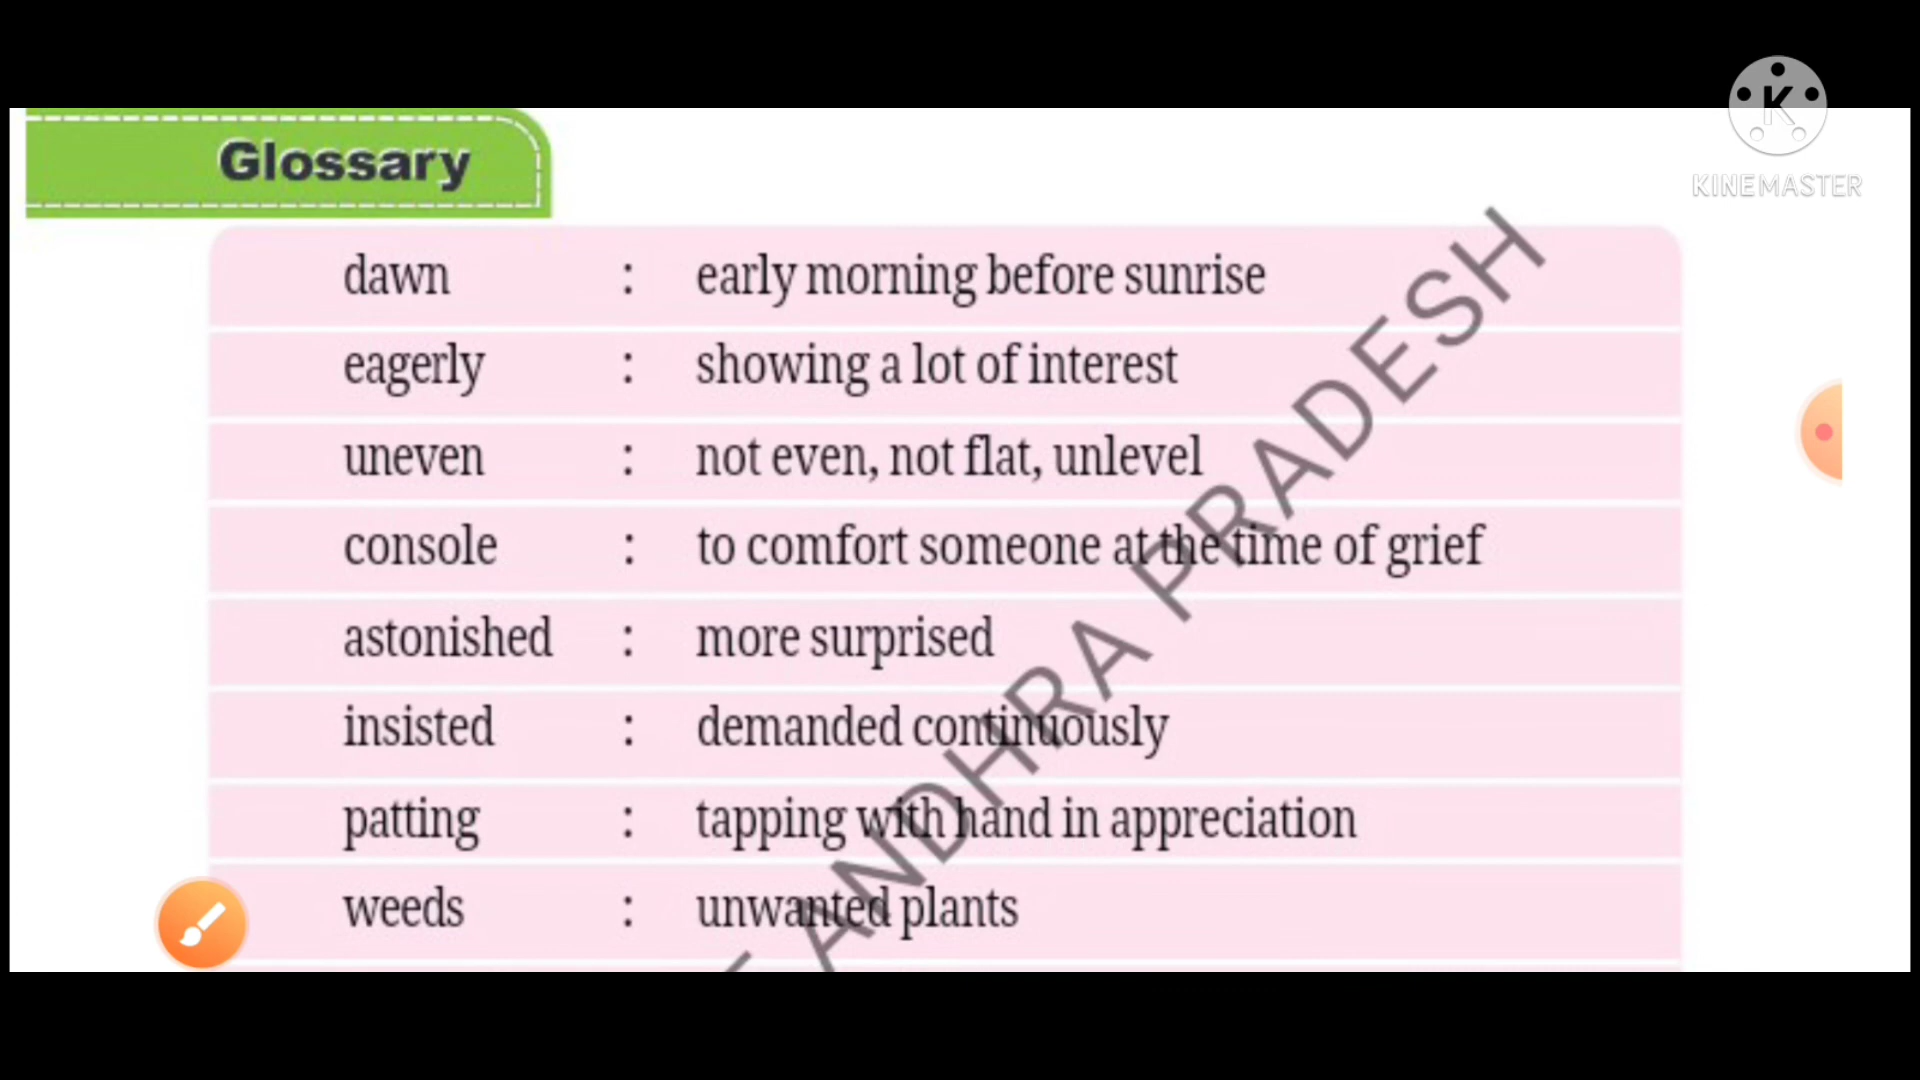 K
KINEMASTER
Glossary
dawn : early morning before sunrise
eagerly : showing a lot of interest
uneven : not even, not flat, unlevel
console : to comfort someone at the time of grief
astonished : more surprised
insisted : demanded continuously
patting : tapping with hand in appreciation
weeds : unwanted plants
ANDHRA PRADESH